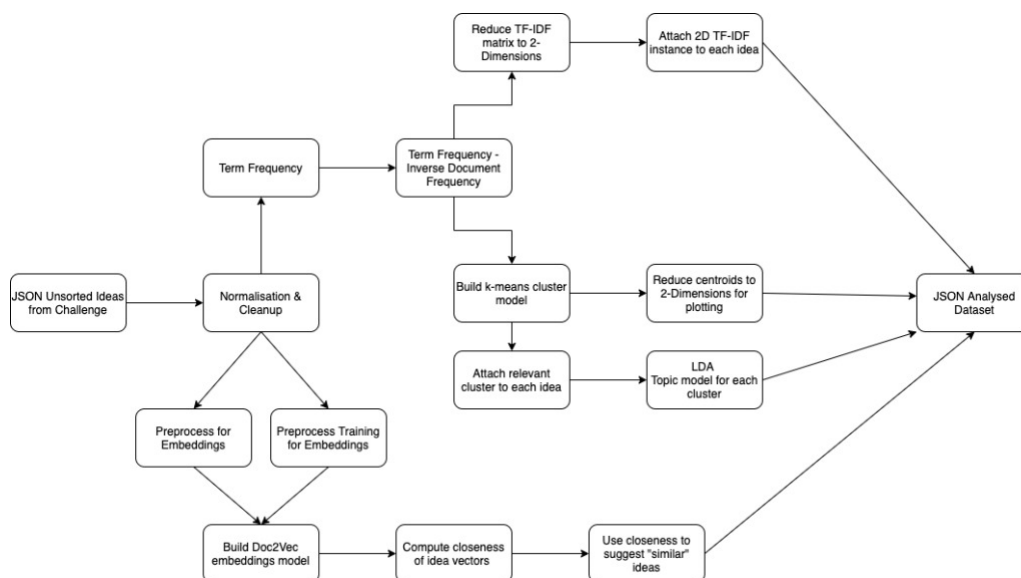 Reduce TF-IDF
matrix to 2-
Dimensions
Attach 2D TF-IDF
instance to each idea
Term Frequency
Term Frequency -
Inverse Document
Frequency
JSON Unsorted Ideas
from Challenge
Normalisation &
Cleanup
Build k-means cluster
model
Reduce centroids to
2-Dimensions for
plotting
JSON Analysed
Dataset
Attach relevant
cluster to each idea
LDA
Topic model for each
cluster
Preprocess for
Embeddings
Preprocess Training
for Embeddings
Build Doc2Vec
embeddings model
Compute closeness
of idea vectors
Use closeness to
suggest "similar"
ideas